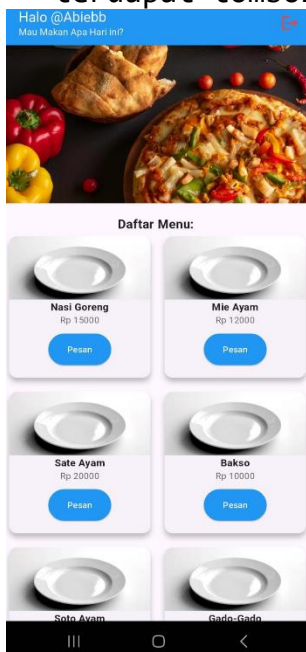 Halo @Abiebb
Mau Makan Apa Hari ini?
Daftar Menu:
Nasi Goreng
Rp 15000
Pesan
Mie Ayam
Rp 12000
Pesan
Sate Ayam
Rp 20000
Pesan
Bakso
Rp 10000
Pesan
Soto Ayam
Gado-Gado